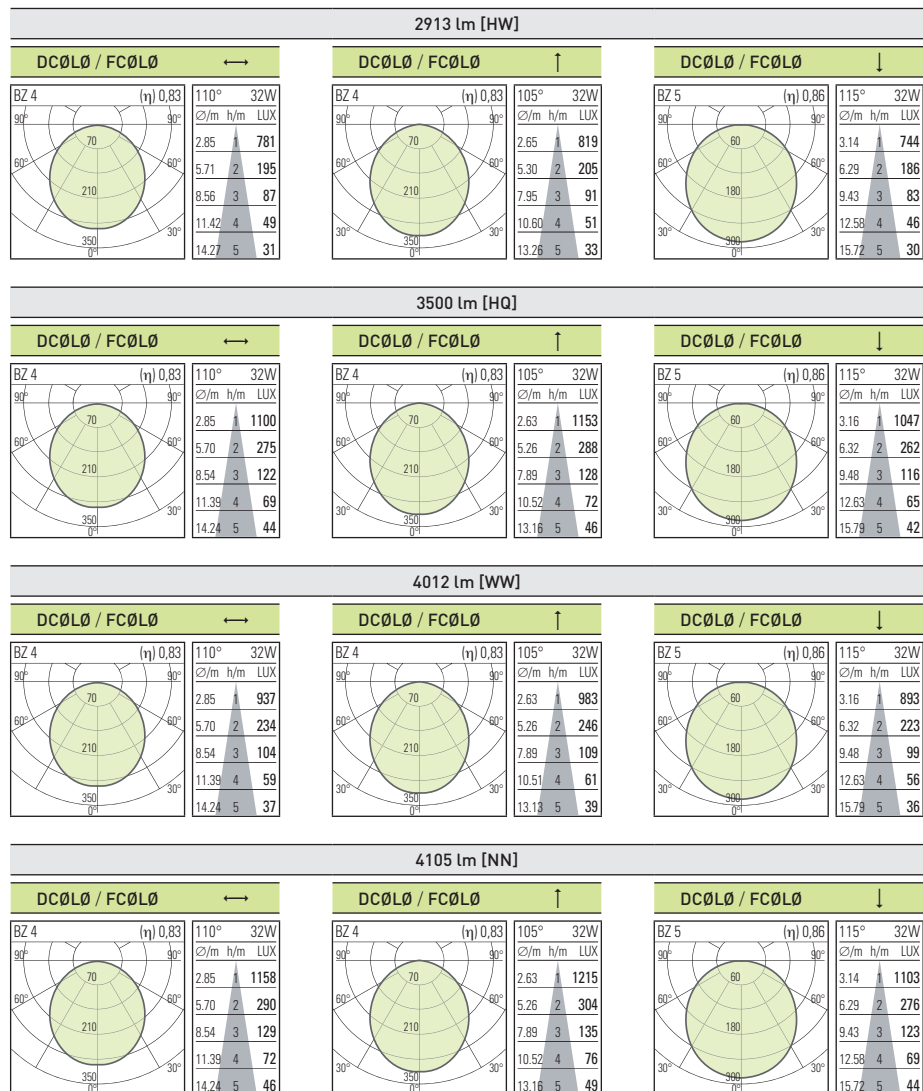 2913 lm [HW]
DCØLØ / FCØLØ ⟷
BZ 4 (η) 0,83
90° 90°
70
60° 60°
210
30° 350 30°
0°
110° 32W
∅/m h/m LUX
2.85 1 781
5.71 2 195
8.56 3 87
11.42 4 49
14.27 5 31
DCØLØ / FCØLØ ↑
BZ 4 (η) 0,83
90° 90°
70
60° 60°
210
30° 350 30°
0°
105° 32W
∅/m h/m LUX
2.65 1 819
5.30 2 205
7.95 3 91
10.60 4 51
13.26 5 33
DCØLØ / FCØLØ ↓
BZ 5 (η) 0,86
90° 90°
60
60° 60°
180
30° 300 30°
0°
115° 32W
∅/m h/m LUX
3.14 1 744
6.29 2 186
9.43 3 83
12.58 4 46
15.72 5 30
3500 lm [HQ]
DCØLØ / FCØLØ ⟷
BZ 4 (η) 0,83
90° 90°
70
60° 60°
210
30° 350 30°
0°
110° 32W
∅/m h/m LUX
2.85 1 1100
5.70 2 275
8.54 3 122
11.39 4 69
14.24 5 44
DCØLØ / FCØLØ ↑
BZ 4 (η) 0,83
90° 90°
70
60° 60°
210
30° 350 30°
0°
105° 32W
∅/m h/m LUX
2.63 1 1153
5.26 2 288
7.89 3 128
10.52 4 72
13.16 5 46
DCØLØ / FCØLØ ↓
BZ 5 (η) 0,86
90° 90°
60
60° 60°
180
30° 300 30°
0°
115° 32W
∅/m h/m LUX
3.16 1 1047
6.32 2 262
9.48 3 116
12.63 4 65
15.79 5 42
4012 lm [WW]
DCØLØ / FCØLØ ⟷
BZ 4 (η) 0,83
90° 90°
70
60° 60°
210
30° 350 30°
0°
110° 32W
∅/m h/m LUX
2.85 1 937
5.70 2 234
8.54 3 104
11.39 4 59
14.24 5 37
DCØLØ / FCØLØ ↑
BZ 4 (η) 0,83
90° 90°
70
60° 60°
210
30° 350 30°
0°
105° 32W
∅/m h/m LUX
2.63 1 983
5.26 2 246
7.89 3 109
10.51 4 61
13.13 5 39
DCØLØ / FCØLØ ↓
BZ 5 (η) 0,86
90° 90°
60
60° 60°
180
30° 300 30°
0°
115° 32W
∅/m h/m LUX
3.16 1 893
6.32 2 223
9.48 3 99
12.63 4 56
15.79 5 36
4105 lm [NN]
DCØLØ / FCØLØ ⟷
BZ 4 (η) 0,83
90° 90°
70
60° 60°
210
30° 350 30°
0°
110° 32W
∅/m h/m LUX
2.85 1 1158
5.70 2 290
8.54 3 129
11.39 4 72
14.24 5 46
DCØLØ / FCØLØ ↑
BZ 4 (η) 0,83
90° 90°
70
60° 60°
210
30° 350 30°
0°
105° 32W
∅/m h/m LUX
2.63 1 1215
5.26 2 304
7.89 3 135
10.52 4 76
13.16 5 49
DCØLØ / FCØLØ ↓
BZ 5 (η) 0,86
90° 90°
60
60° 60°
180
30° 300 30°
0°
115° 32W
∅/m h/m LUX
3.14 1 1103
6.29 2 276
9.43 3 123
12.58 4 69
15.72 5 44